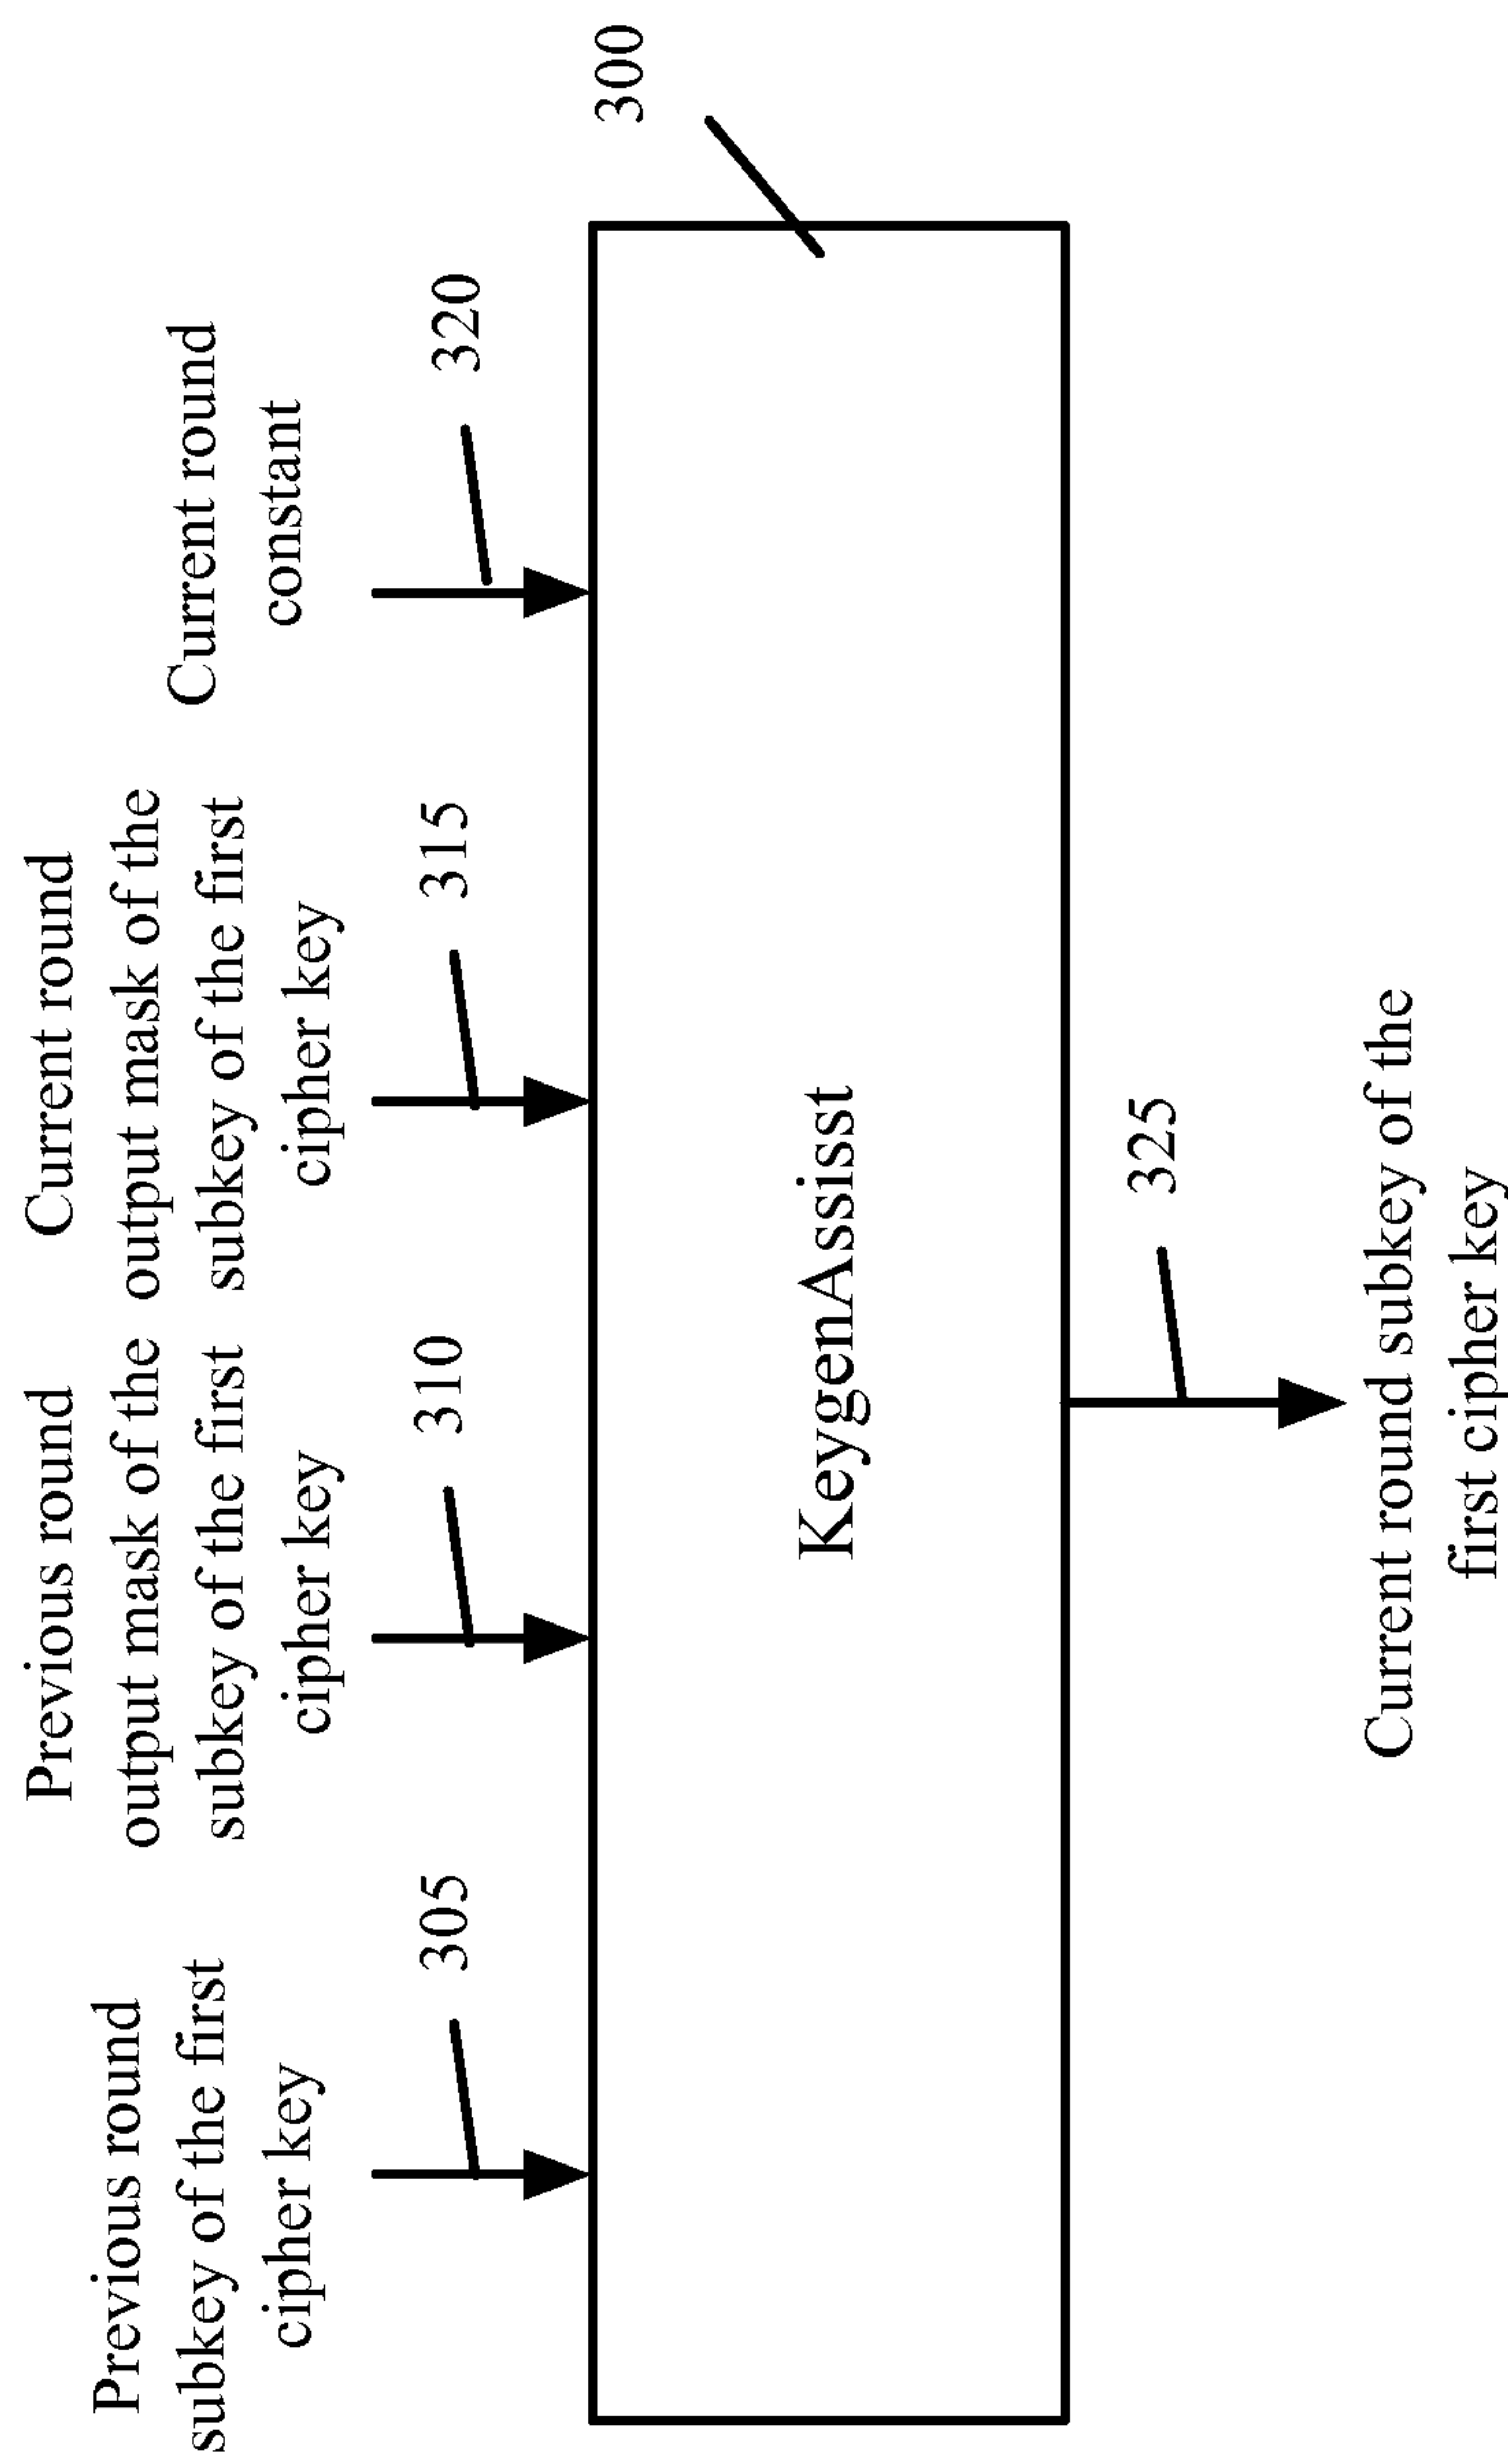 Previous round
subkey of the first
cipher key
305
Previous round
output mask of the
subkey of the first
cipher key
310
Current round
output mask of the
subkey of the first
cipher key
315
Current round
constant
320
300
KeygenAssisst
325
Current round subkey of the
first cipher key